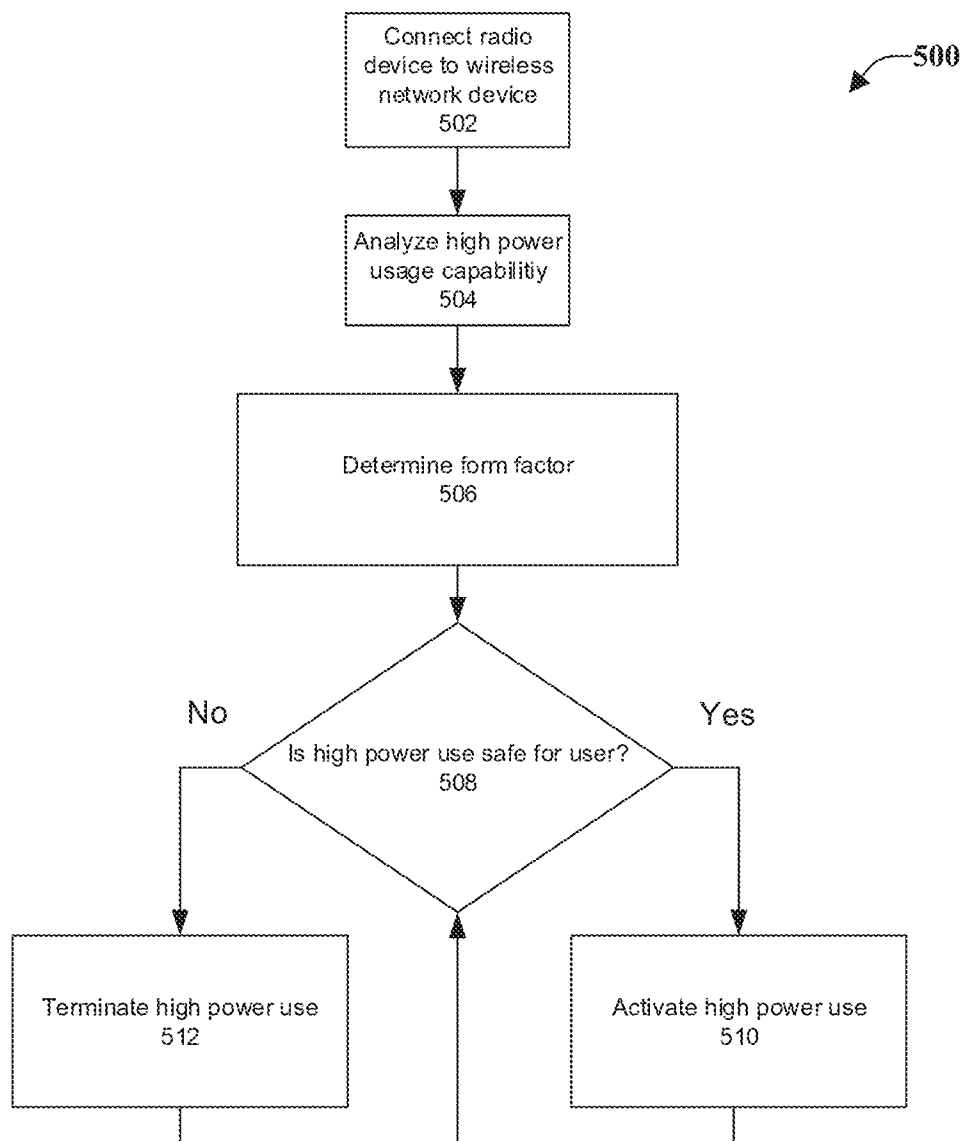 Connect radio
device to wireless
network device
502
500
Analyze high power
usage capabilitiy
504
Determine form factor
506
No
Yes
Is high power use safe for user?
508
Terminate high power use
512
Activate high power use
510